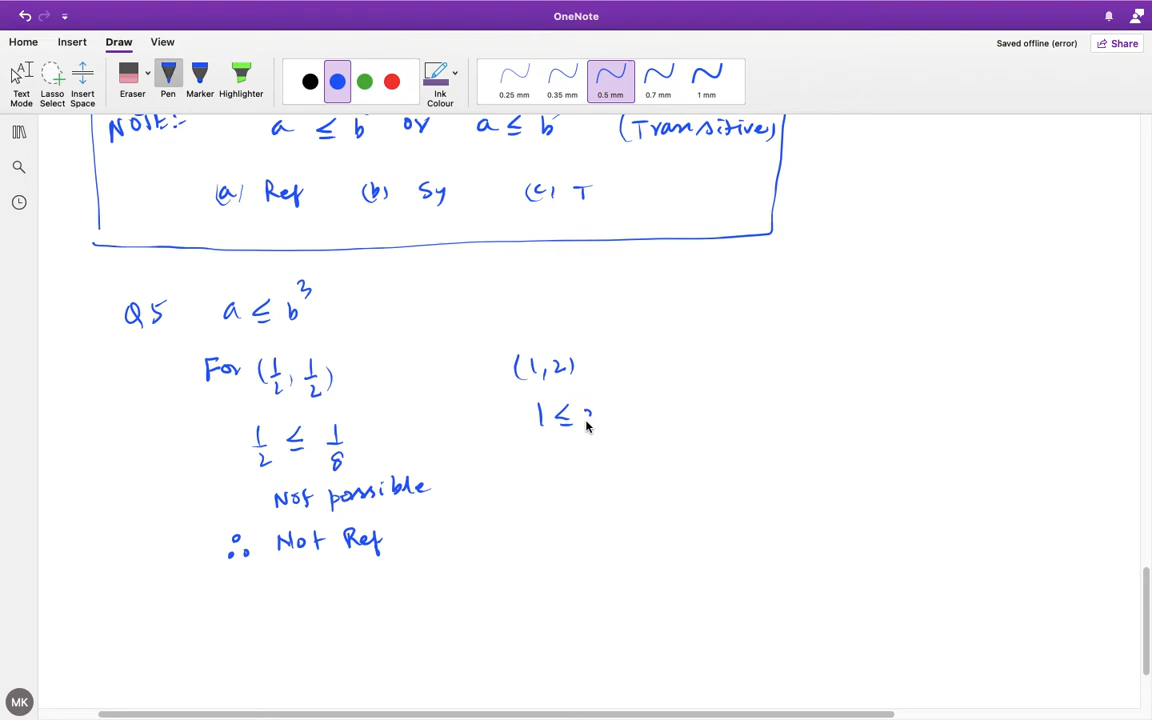 OneNote
Home Insert Draw View
Saved offline (error) Share
Text Mode Lasso Select Insert Space Eraser Pen Marker Highlighter Ink Colour 0.25 mm 0.35 mm 0.5 mm 0.7 mm 1 mm
NOTE:- a ≤ b or a ≤ b (Transitive)
(a) Ref (b) Sy (c) T
Q5 a ≤ b³
For (1/2, 1/2) (1,2)
1 ≤
1/2 ≤ 1/8
Not possible
∴ Not Ref
MK